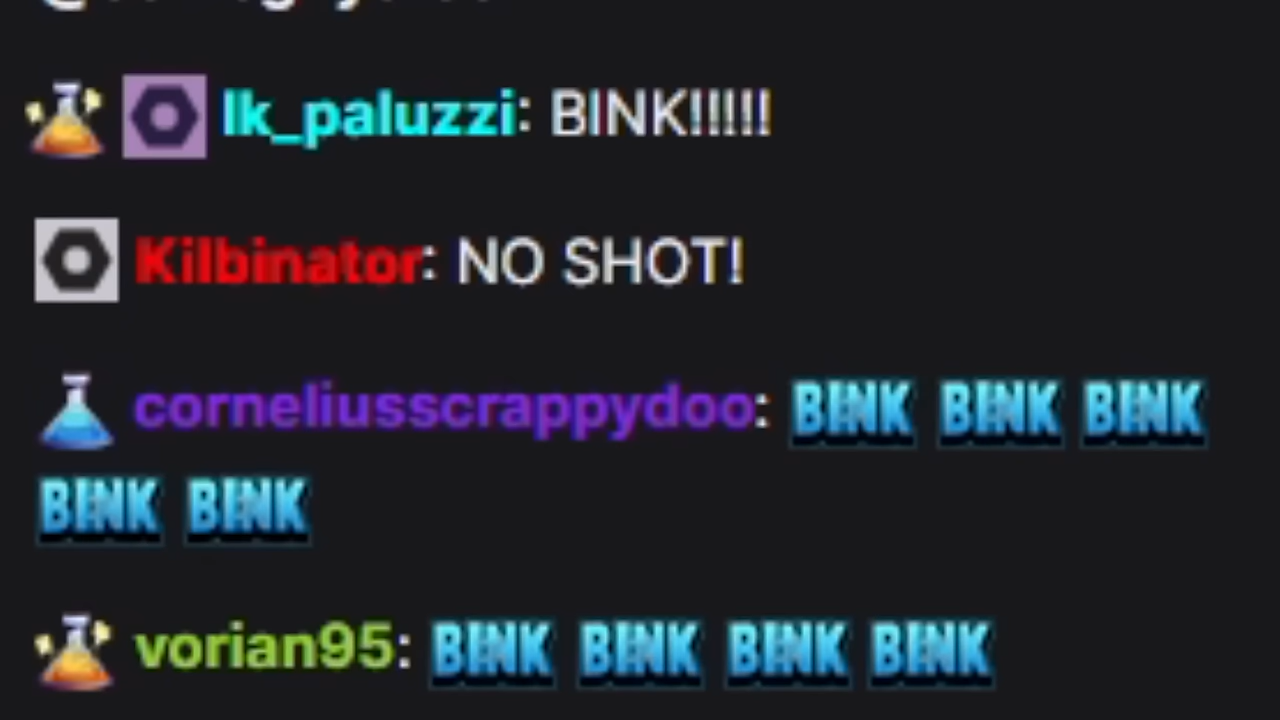 lk_paluzzi: BINK!!!!!
Kilbinator: NO SHOT!
corneliusscrappydoo: BINK BINK BINK
BINK BINK
vorian95: BINK BINK BINK BINK